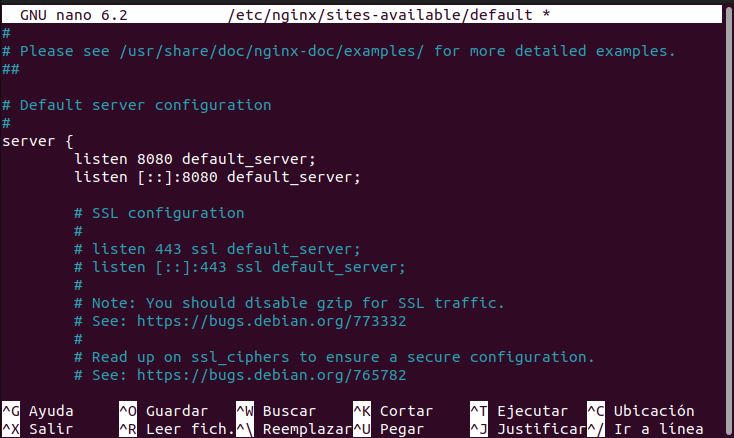 GNU nano 6.2 /etc/nginx/sites-available/default *
#
# Please see /usr/share/doc/nginx-doc/examples/ for more detailed examples.
##
# Default server configuration
#
server {
listen 8080 default_server;
listen [::]:8080 default_server;
# SSL configuration
#
# listen 443 ssl default_server;
# listen [::]:443 ssl default_server;
#
# Note: You should disable gzip for SSL traffic.
# See: https://bugs.debian.org/773332
#
# Read up on ssl_ciphers to ensure a secure configuration.
# See: https://bugs.debian.org/765782
^G Ayuda ^O Guardar ^W Buscar ^K Cortar ^T Ejecutar ^C Ubicación
^X Salir ^R Leer fich. ^\ Reemplazar ^U Pegar ^J Justificar ^/ Ir a línea